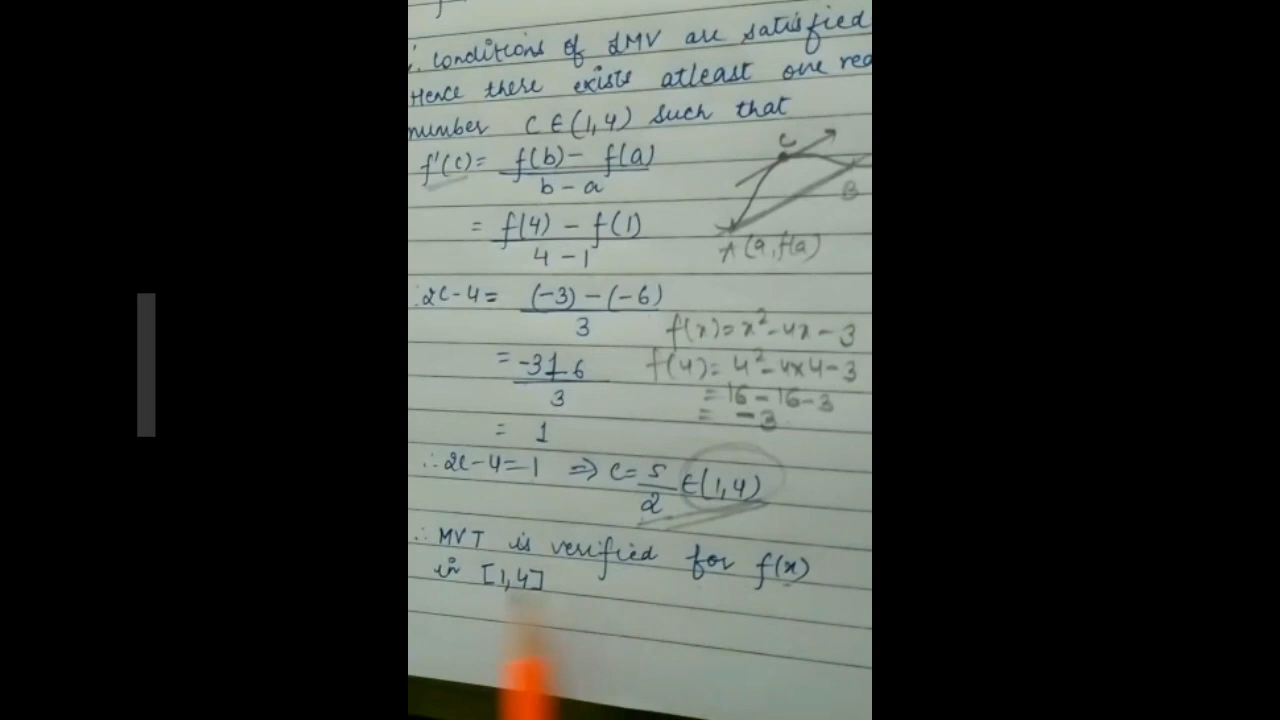 ∴ conditions of LMV are satisfied
Hence there exists atleast one rea
number C ∈ (1,4) such that
f'(c) = f(b) - f(a) / b - a
= f(4) - f(1) / 4 - 1
∴ 2c - 4 = (-3) - (-6) / 3
= -3 + 6 / 3
= 1
∴ 2c - 4 = 1 ⇒ c = 5/2 ∈ (1,4)
∴ MVT is verified for f(x)
in [1,4]
C
B
A (a, f(a)
f(x) = x² - 4x - 3
f(4) = 4² - 4x4 - 3
= 16 - 16 - 3
= -3